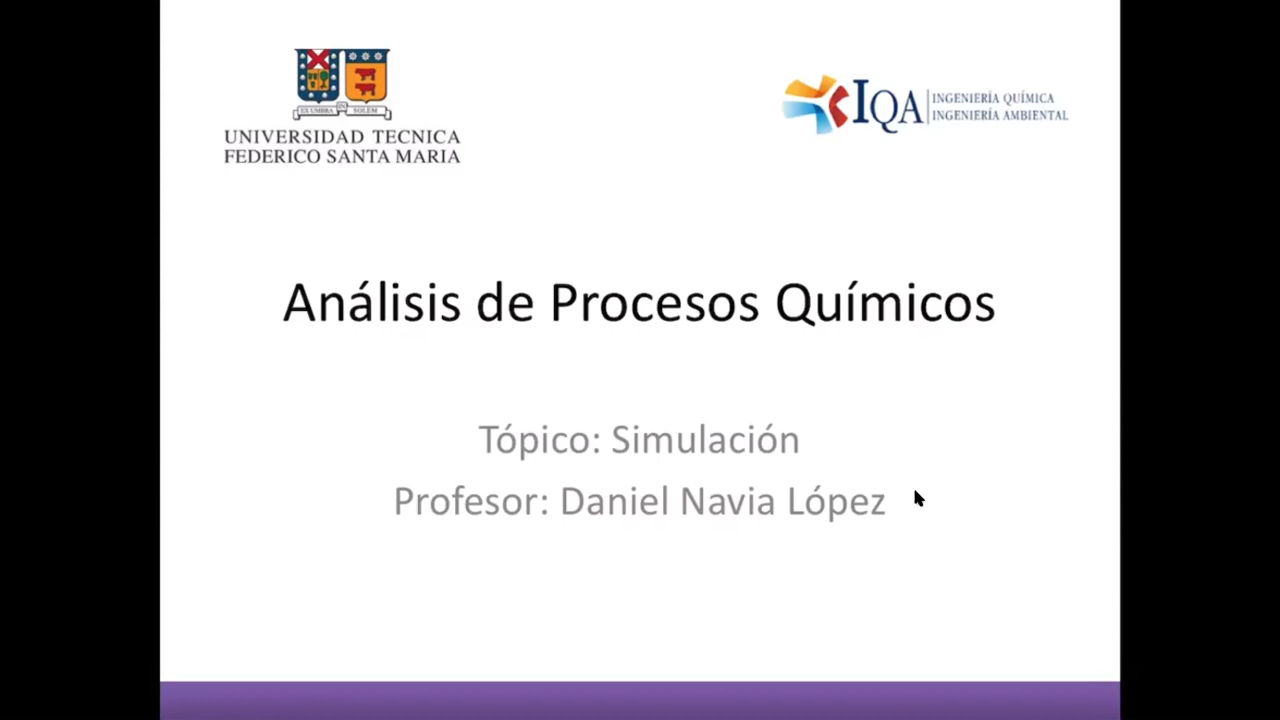 EX UMBRA IN SOLEM
UNIVERSIDAD TECNICA
FEDERICO SANTA MARIA
IQA
INGENIERÍA QUÍMICA
INGENIERÍA AMBIENTAL
Análisis de Procesos Químicos
Tópico: Simulación
Profesor: Daniel Navia López